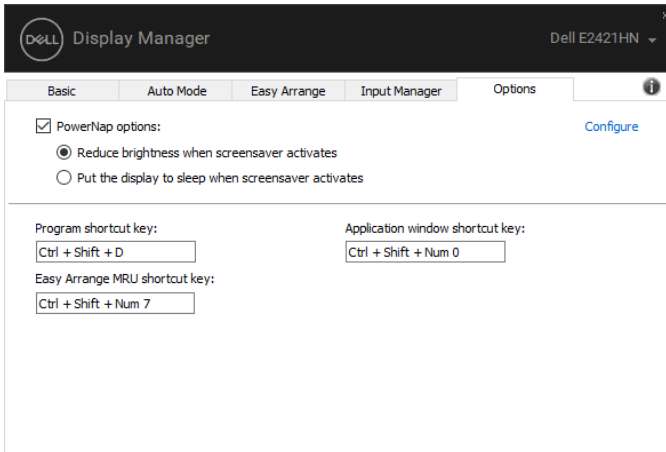 DELL Display Manager
Dell E2421HN
Basic Auto Mode Easy Arrange Input Manager Options
PowerNap options: Configure
Reduce brightness when screensaver activates
Put the display to sleep when screensaver activates
Program shortcut key: Application window shortcut key:
Ctrl + Shift + D Ctrl + Shift + Num 0
Easy Arrange MRU shortcut key:
Ctrl + Shift + Num 7